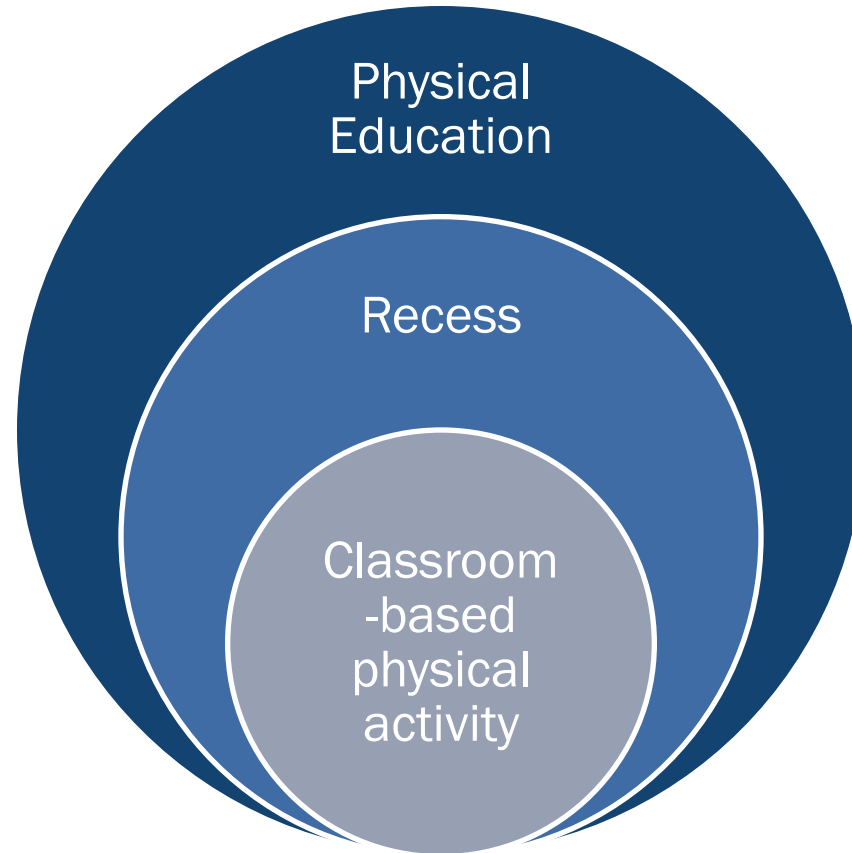 Physical
Education
Recess
Classroom
-based
physical
activity